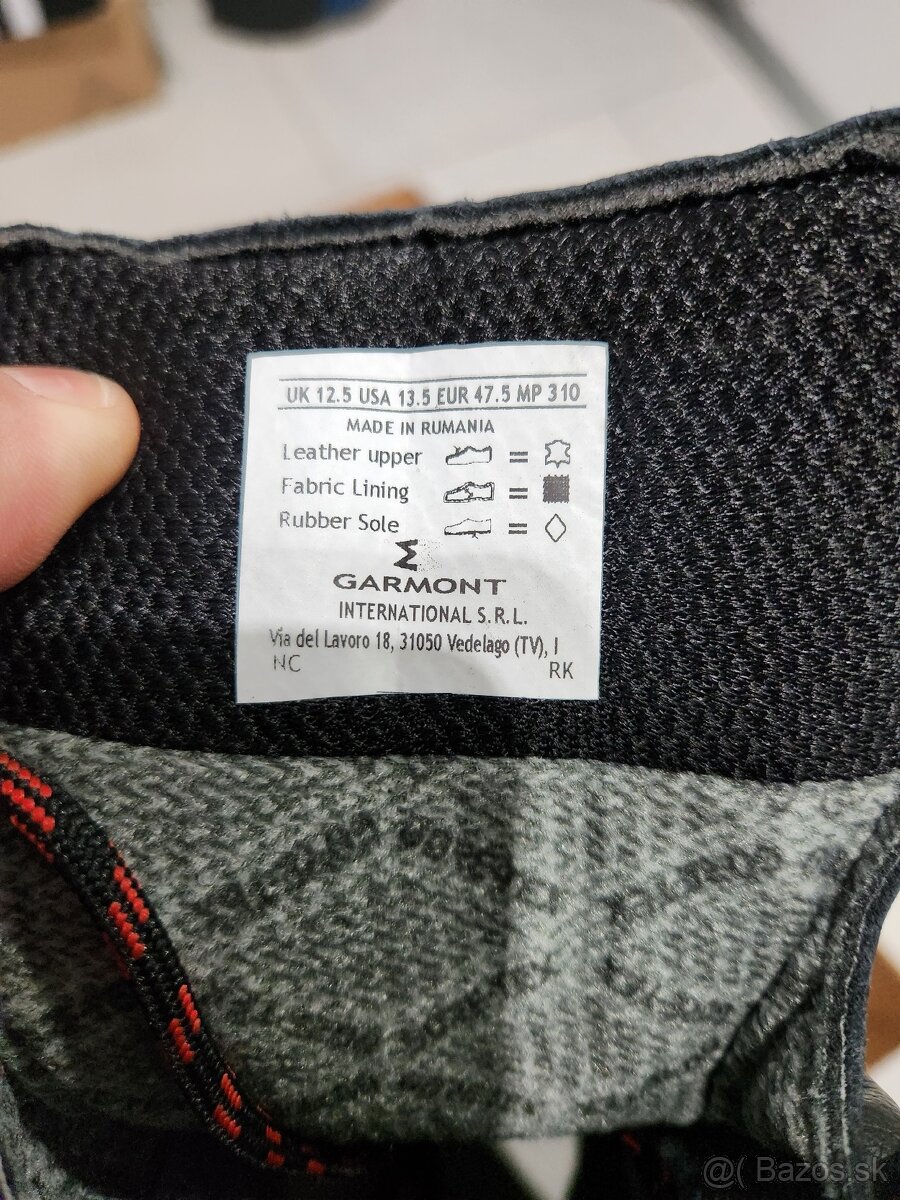 UK 12.5 USA 13.5 EUR 47.5 MP 310
MADE IN RUMANIA
Leather upper =
Fabric Lining =
Rubber Sole =
GARMONT
INTERNATIONAL S.R.L.
Via del Lavoro 18, 31050 Vedelago (TV), I
NC RK
@( Bazos.sk